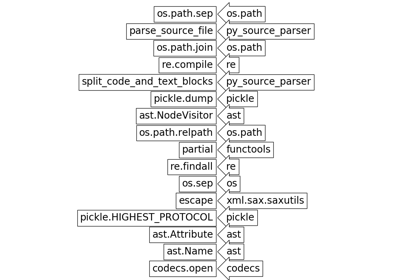 os.path.sep os.path
parse_source_file py_source_parser
os.path.join os.path
re.compile re
split_code_and_text_blocks py_source_parser
pickle.dump pickle
ast.NodeVisitor ast
os.path.relpath os.path
partial functools
re.findall re
os.sep os
escape xml.sax.saxutils
pickle.HIGHEST_PROTOCOL pickle
ast.Attribute ast
ast.Name ast
codecs.open codecs